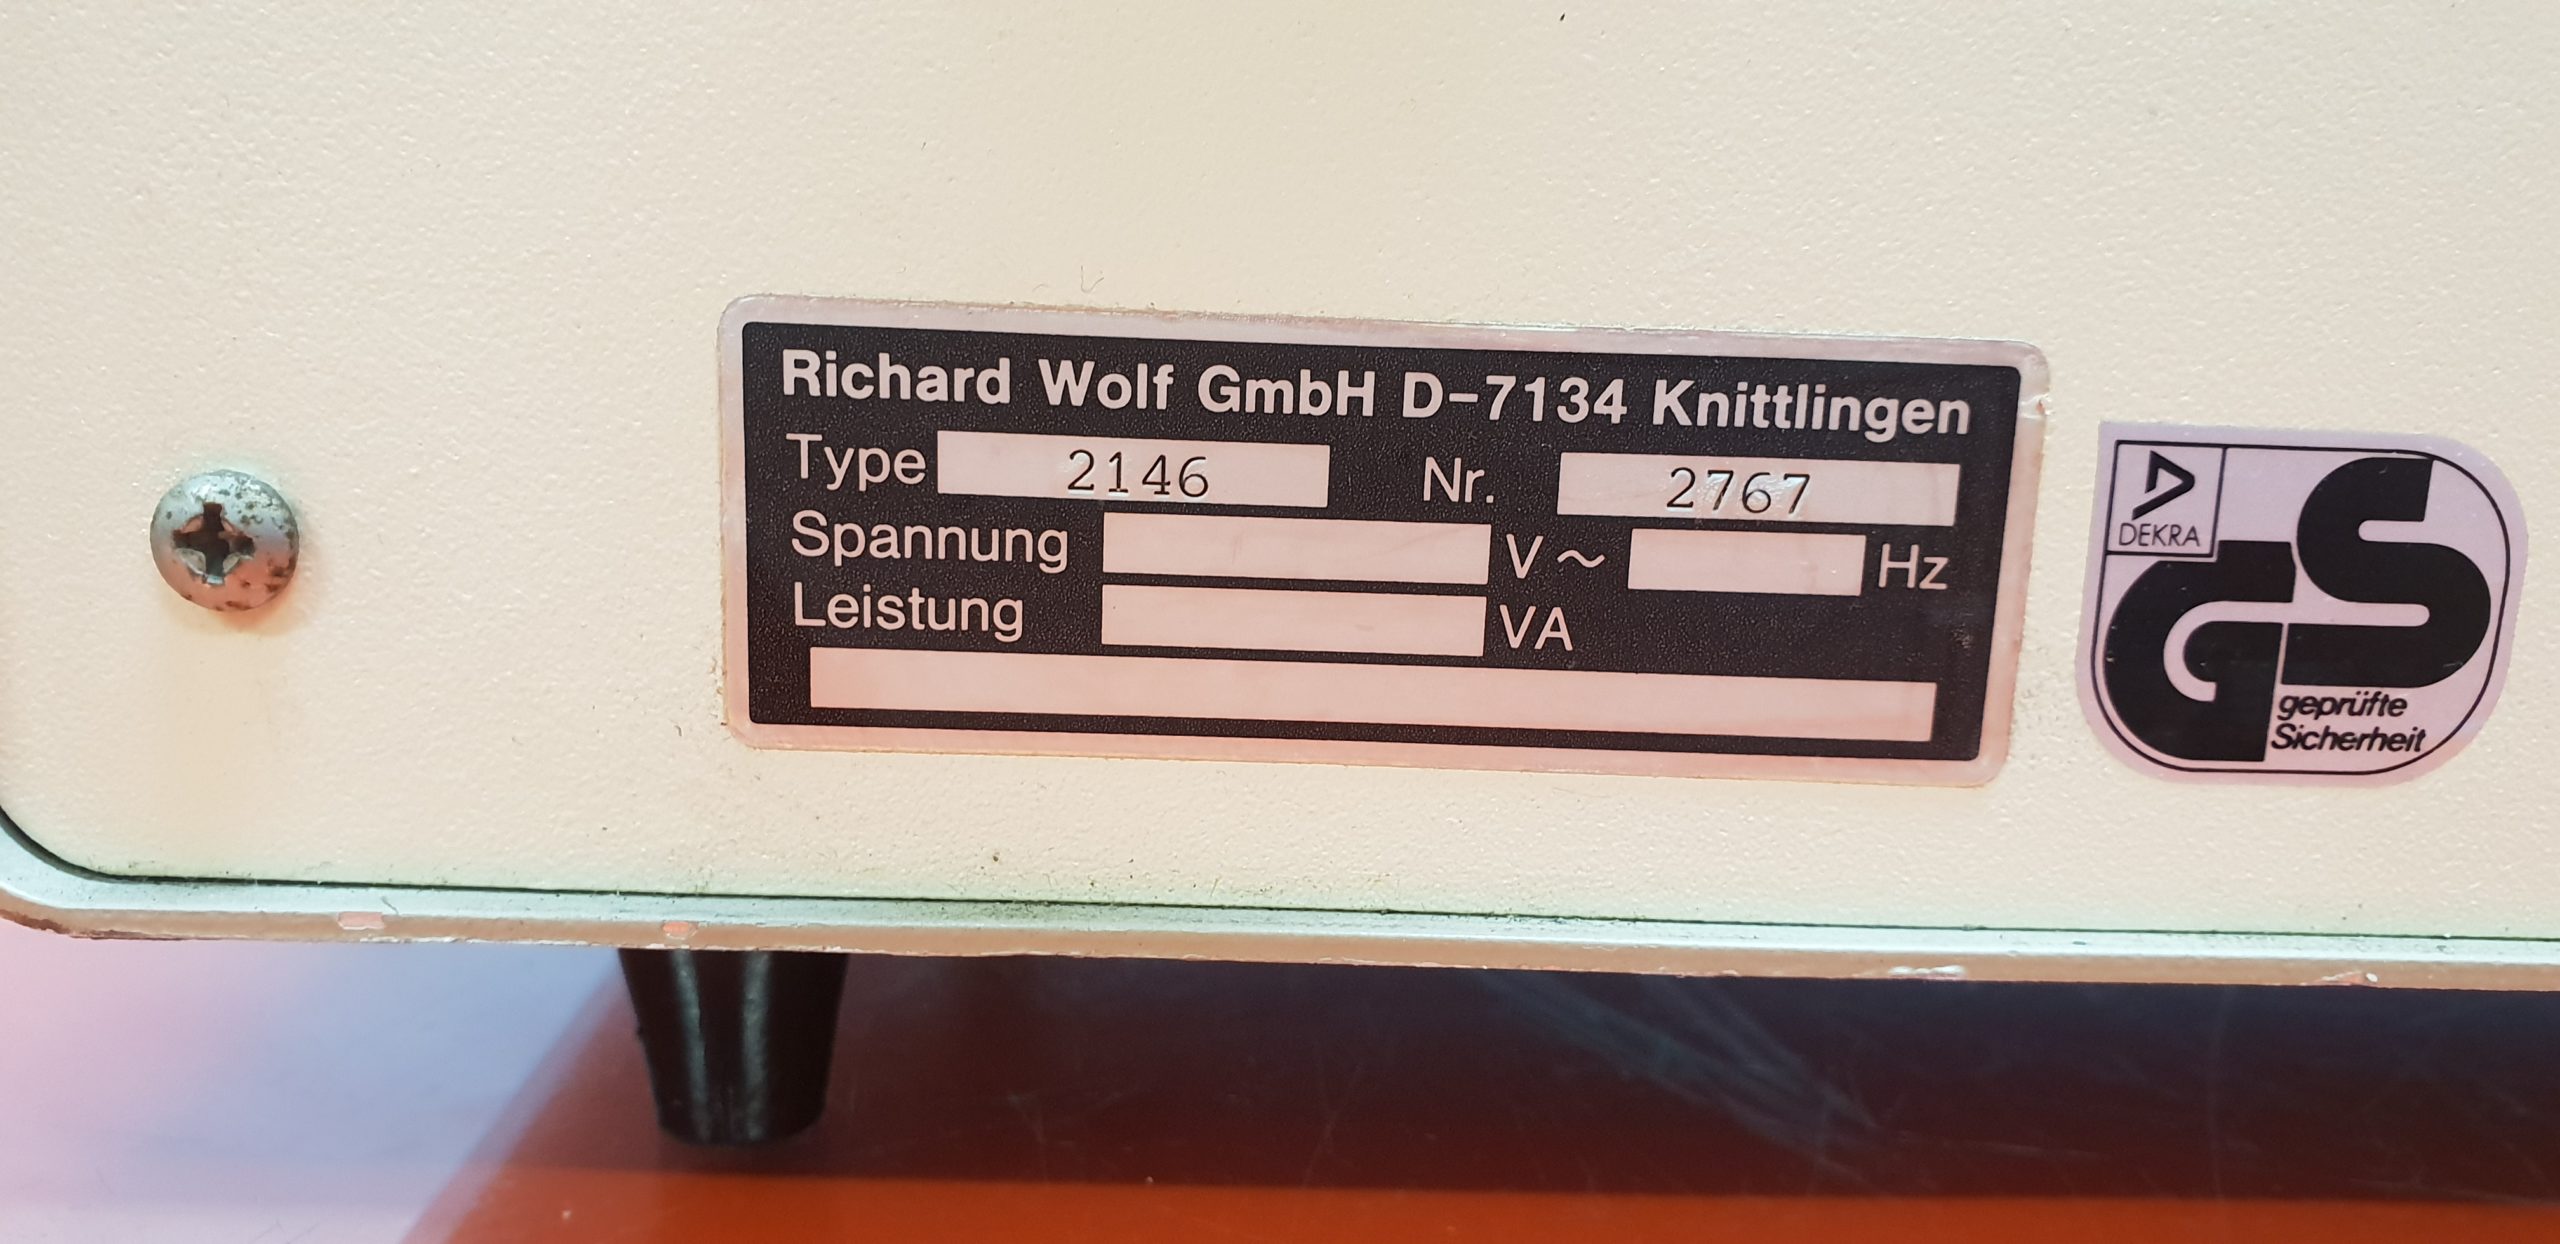 Richard Wolf GmbH D-7134 Knittlingen
Type 2146 Nr. 2767
Spannung V~ Hz
Leistung VA
DEKRA
GS
geprüfte
Sicherheit